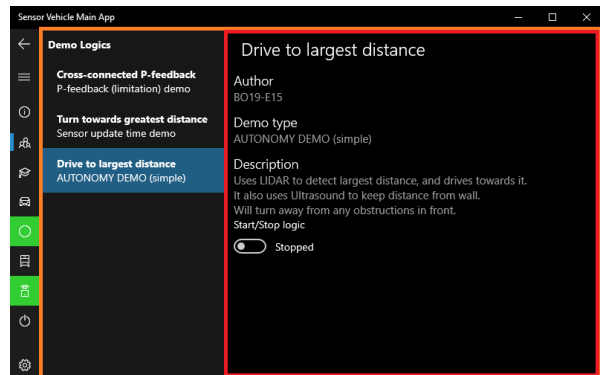 Sensor Vehicle Main App
Demo Logics
Cross-connected P-feedback
P-feedback (limitation) demo
Turn towards greatest distance
Sensor update time demo
Drive to largest distance
AUTONOMY DEMO (simple)
Drive to largest distance
Author
BO19-E15
Demo type
AUTONOMY DEMO (simple)
Description
Uses LIDAR to detect largest distance, and drives towards it.
It also uses Ultrasound to keep distance from wall.
Will turn away from any obstructions in front.
Start/Stop logic
Stopped